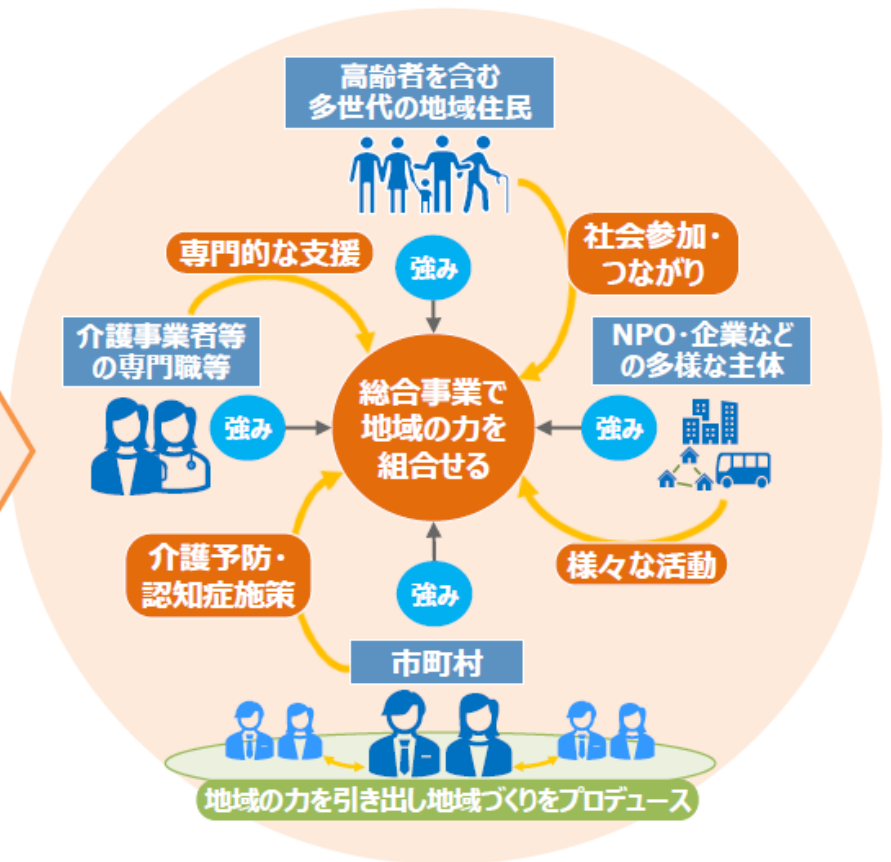 高齢者を含む
多世代の地域住民
専門的な支援
強み
社会参加・
つながり
介護事業者等
の専門職等
NPO・企業など
の多様な主体
強み
総合事業で
地域の力を
組合せる
強み
介護予防・
認知症施策
強み
様々な活動
市町村
地域の力を引き出し地域づくりをプロデュース